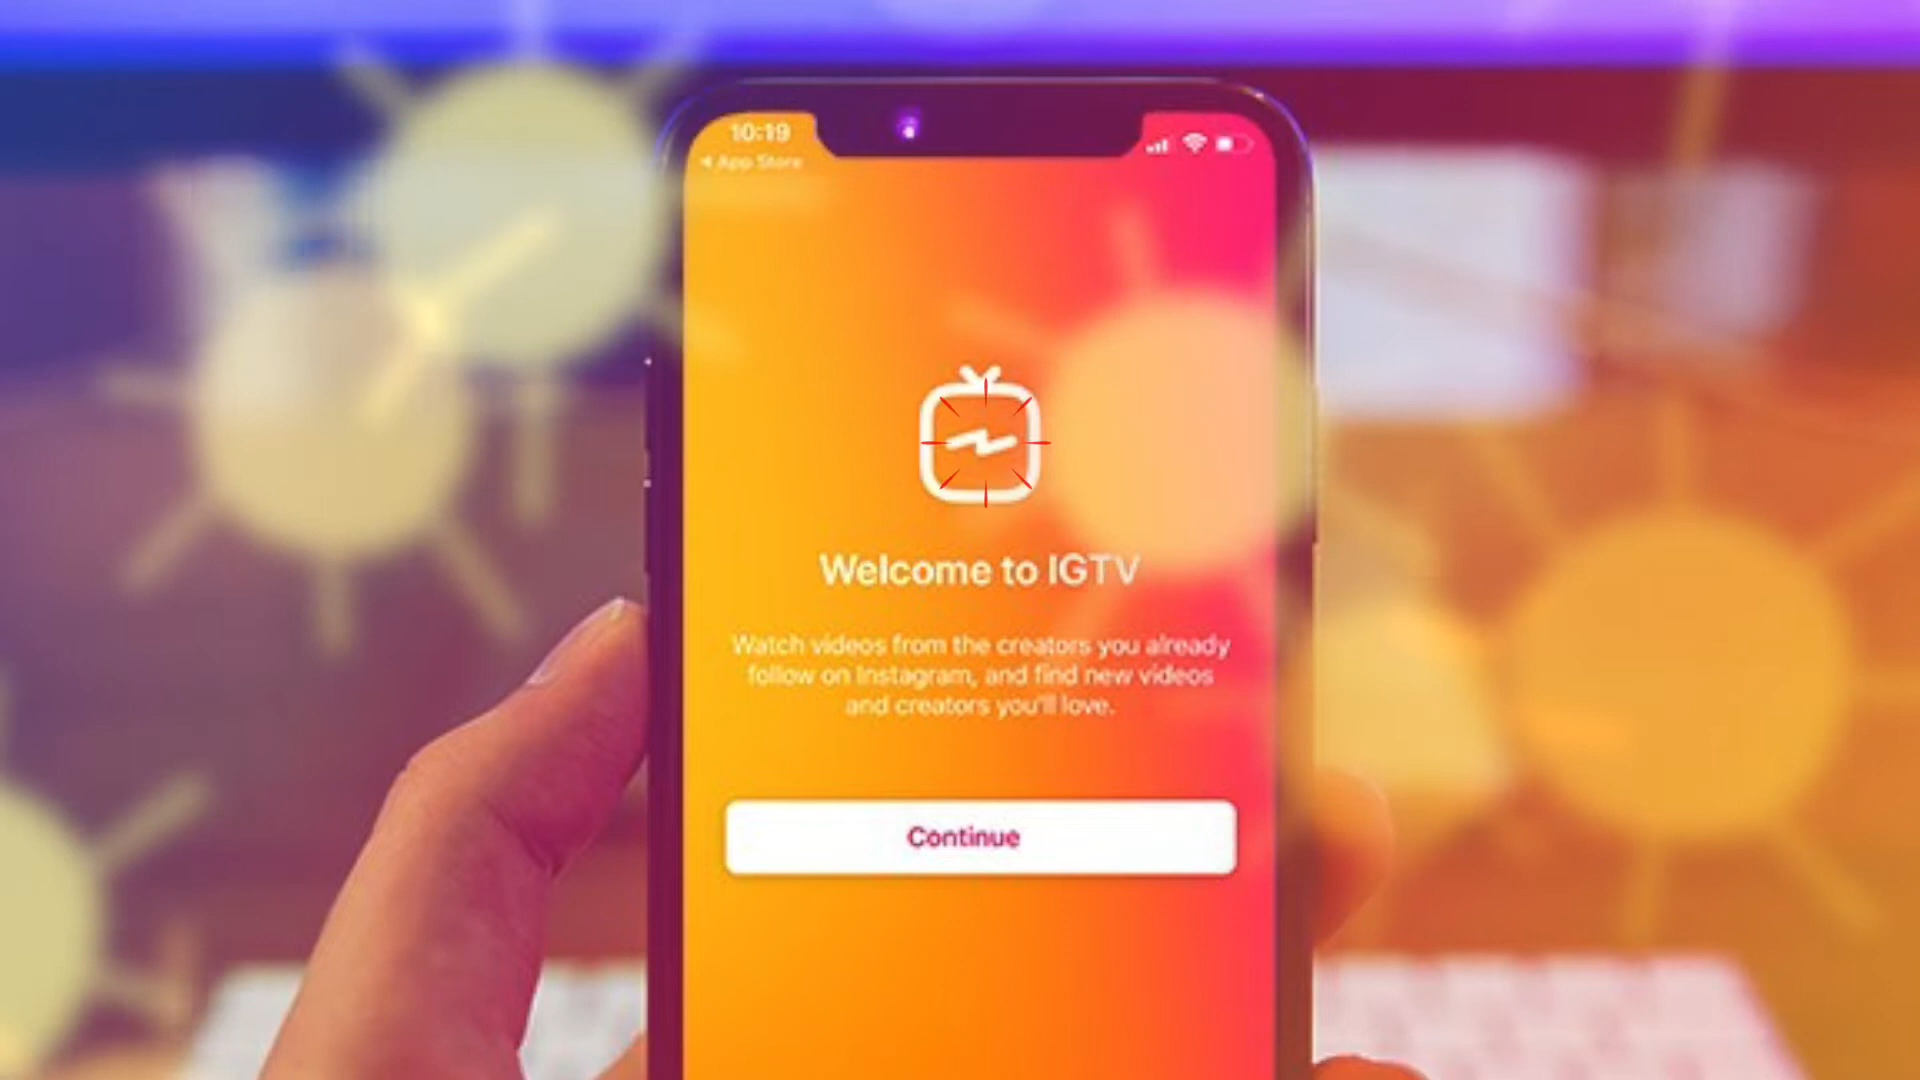 10:19
App Store
Welcome to IGTV
Watch videos from the creators you already
follow on Instagram, and find new videos
and creators you'll love.
Continue